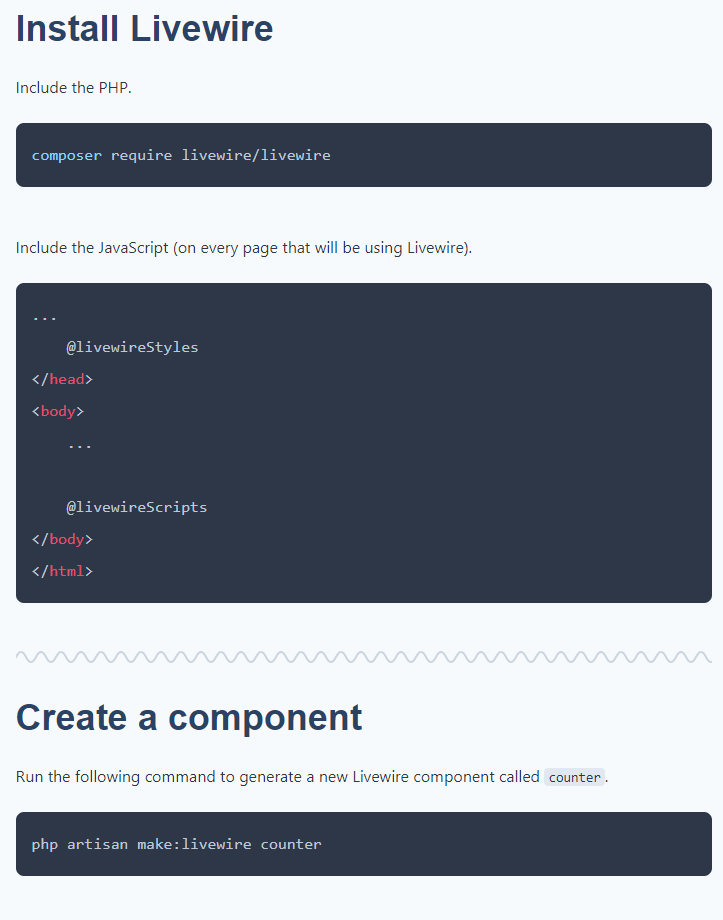 Install Livewire
Include the PHP.
composer require livewire/livewire
Include the JavaScript (on every page that will be using Livewire).
...
    @livewireStyles
</head>
<body>
    ...
    @livewireScripts
</body>
</html>
Create a component
Run the following command to generate a new Livewire component called counter.
php artisan make:livewire counter